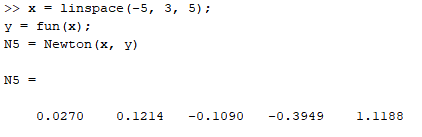 >> x = linspace(-5, 3, 5);
y = fun(x);
N5 = Newton(x, y)
N5 =
0.0270 0.1214 -0.1090 -0.3949 1.1188